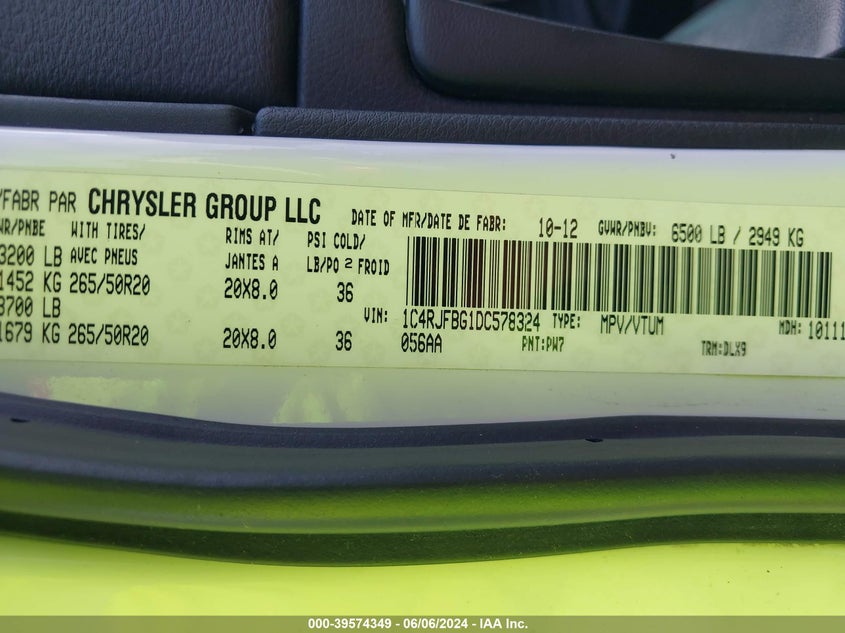 /FABR PAR CHRYSLER GROUP LLC DATE OF MFR/DATE DE FABR: 10-12 GVWR/PNBV: 6500 LB / 2949 KG
WR/PNBE WITH TIRES/ RIMS AT/ PSI COLD/
3200 LB AVEC PNEUS JANTES A LB/PO² FROID
1452 KG 265/50R20 20X8.0 36
3700 LB VIN: 1C4RJFBG1DC578324 TYPE: MPV/VTUM MDH: 10111
1679 KG 265/50R20 20X8.0 36 056AA PNT:PW7 TRM:DLX9
000-39574349 - 06/06/2024 - IAA Inc.